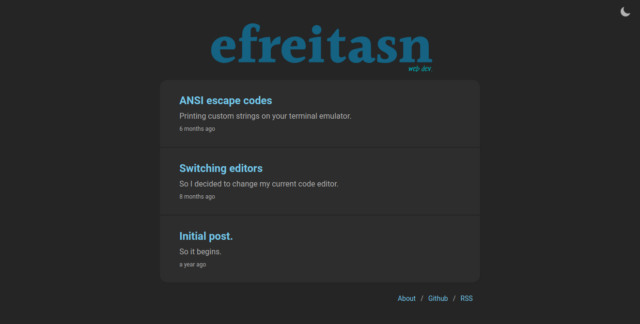 efreitasn
web dev.
ANSI escape codes
Printing custom strings on your terminal emulator.
6 months ago
Switching editors
So I decided to change my current code editor.
8 months ago
Initial post.
So it begins.
a year ago
About / Github / RSS